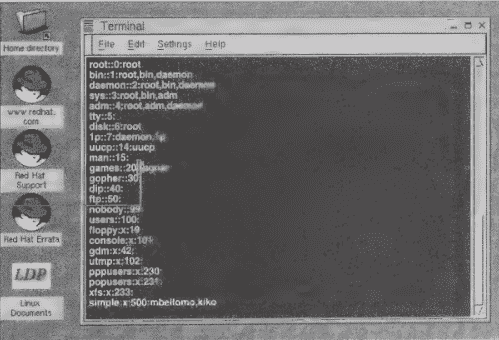 Terminal
File Edit Settings Help
Home directory
www.redhat.
com
Red Hat
Support
Red Hat Errata
LDP
Linux
Documents
root::0:root
bin::1:root,bin,daemon
daemon::2:root,bin,daemon
sys::3:root,bin,adm
adm::4:root,adm,daemon
tty::5:
disk::6:root
1p::7:daemon,lp
uucp::14:uucp
man::15:
games::20
gopher::30
dip::40:
ftp::50:
nobody::99:
users::100:
floppy:x:19
console:x:101
gdm:x:42:
utmp:x:102:
pppusers:x:230:
popusers:x:231:
xfs:x:233:
simple:x:500:mbeltomo,kiko